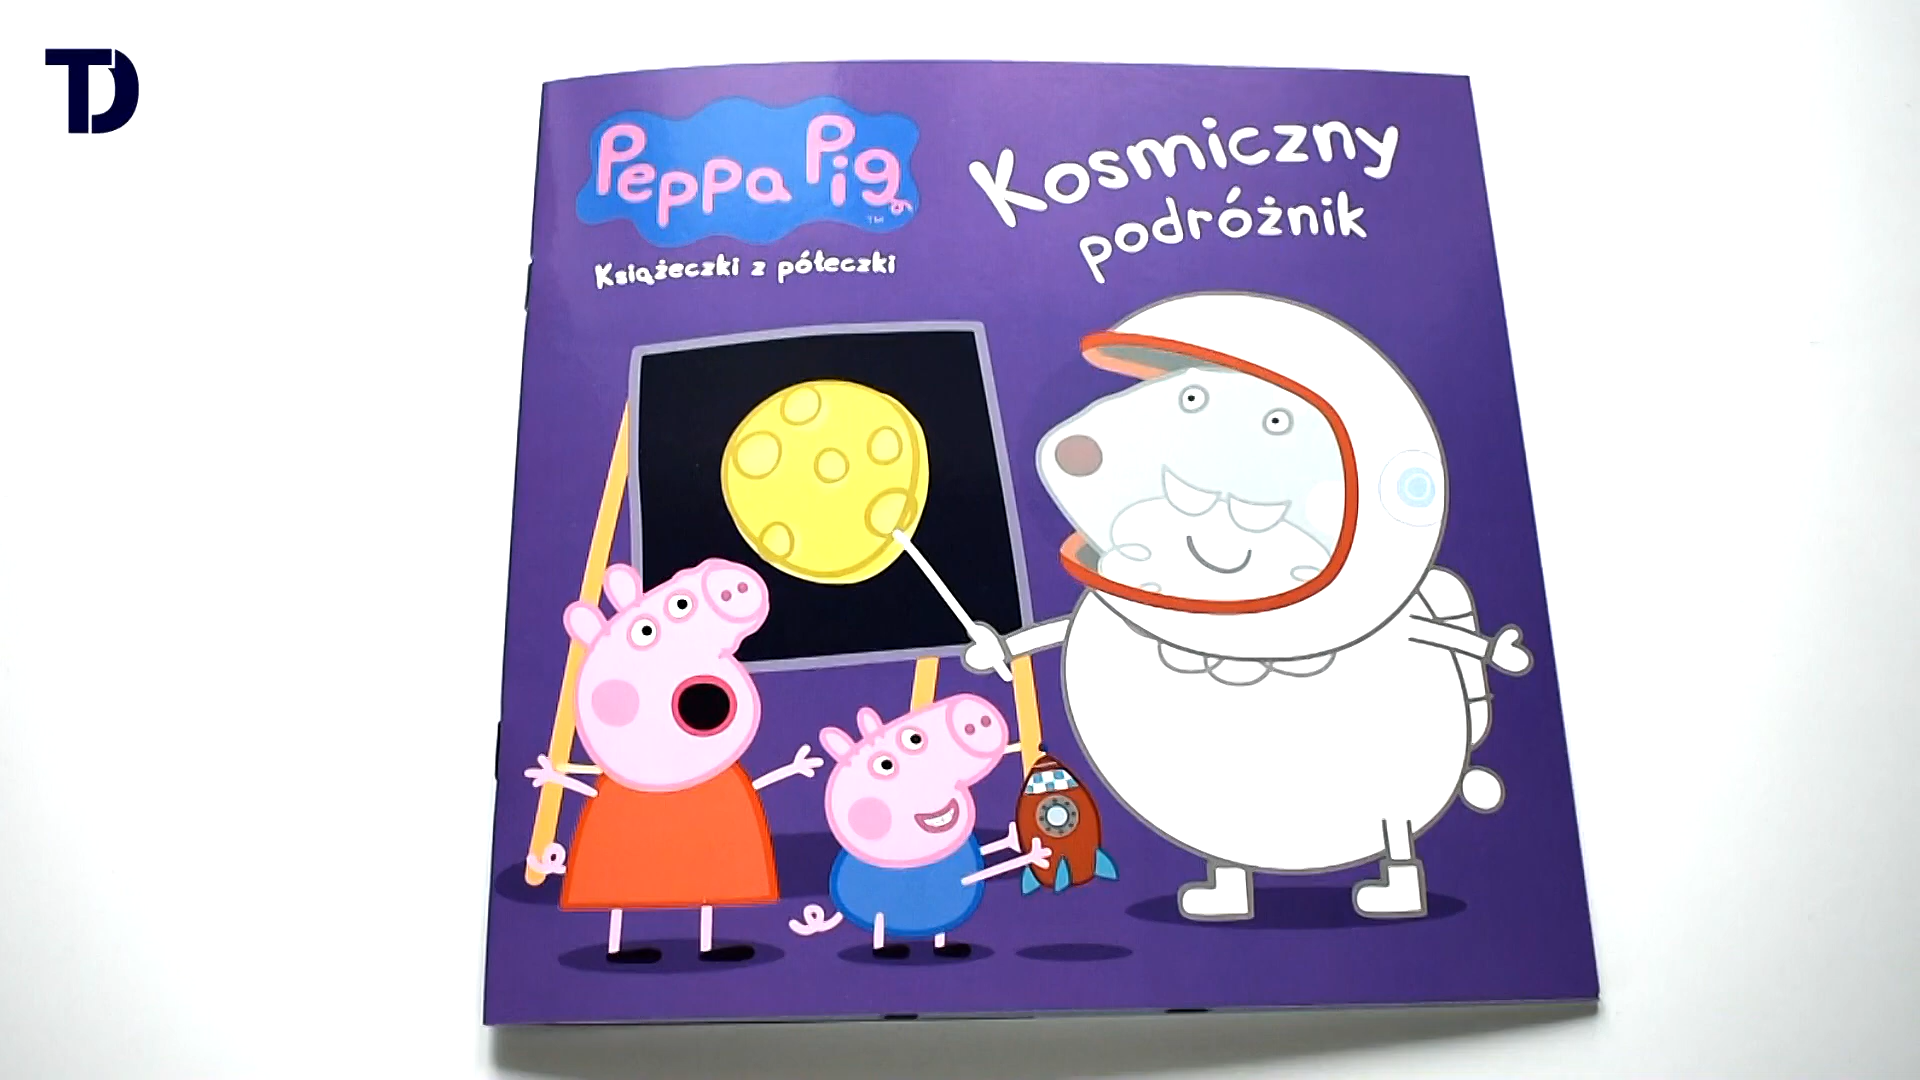 TD
Peppa Pig
TM
Książeczki z półeczki
Kosmiczny
podróżnik